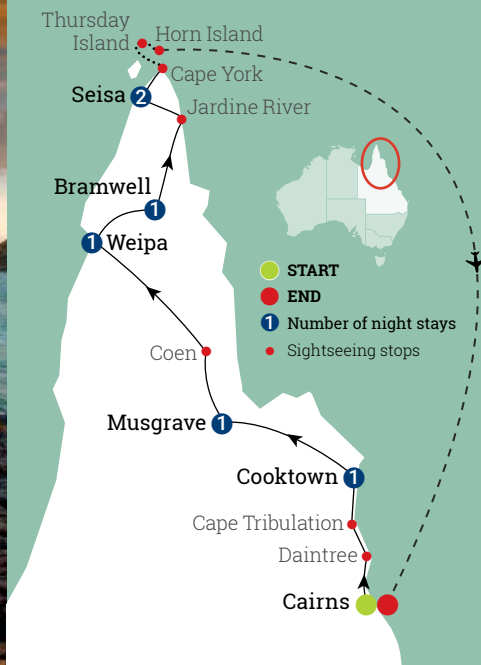 Thursday
Island
Horn Island
Cape York
Seisa 2
Jardine River
Bramwell
1
1 Weipa
START
END
1 Number of night stays
Sightseeing stops
Coen
Musgrave 1
Cooktown 1
Cape Tribulation
Daintree
Cairns